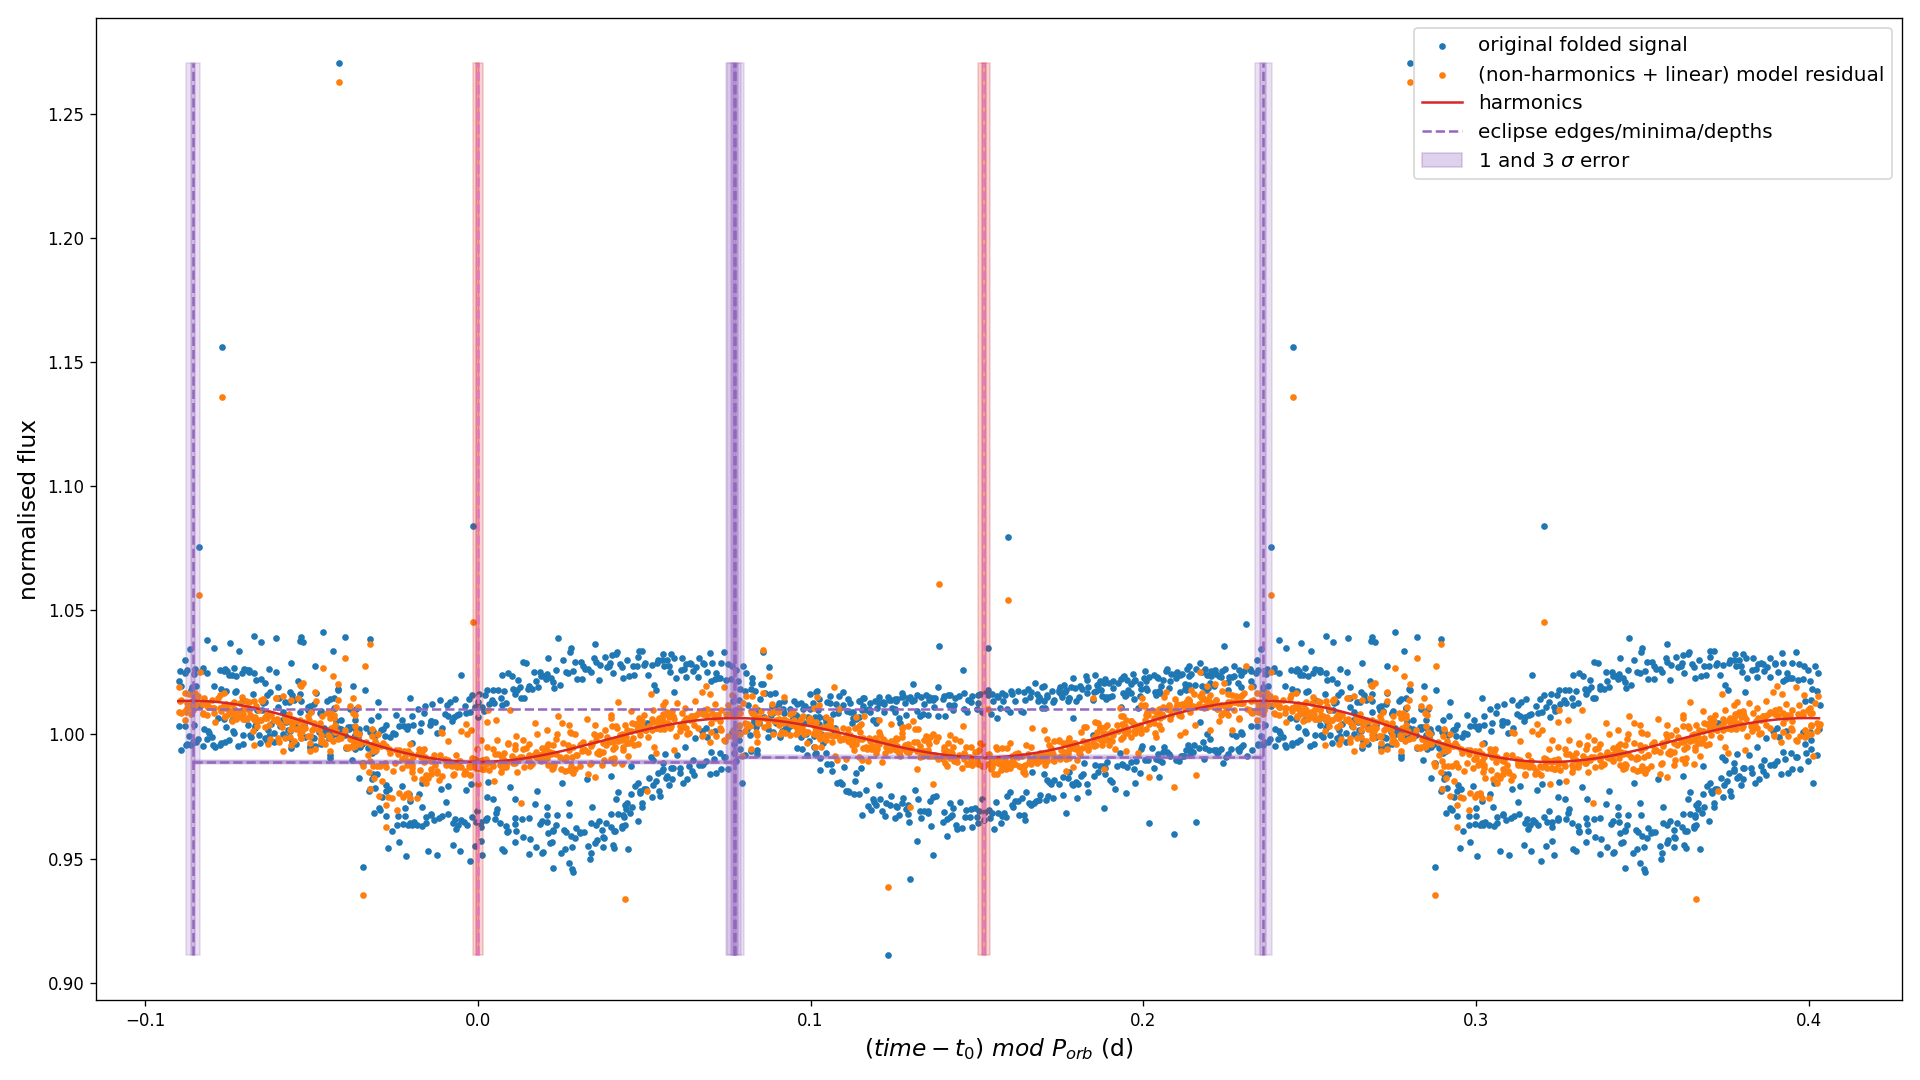 original folded signal
(non-harmonics + linear) model residual
harmonics
eclipse edges/minima/depths
1 and 3 σ error
normalised flux
1.25
1.20
1.15
1.10
1.05
1.00
0.95
0.90
−0.1
0.0
0.1
0.2
0.3
0.4
(time − t₀) mod Pₒᵣb (d)